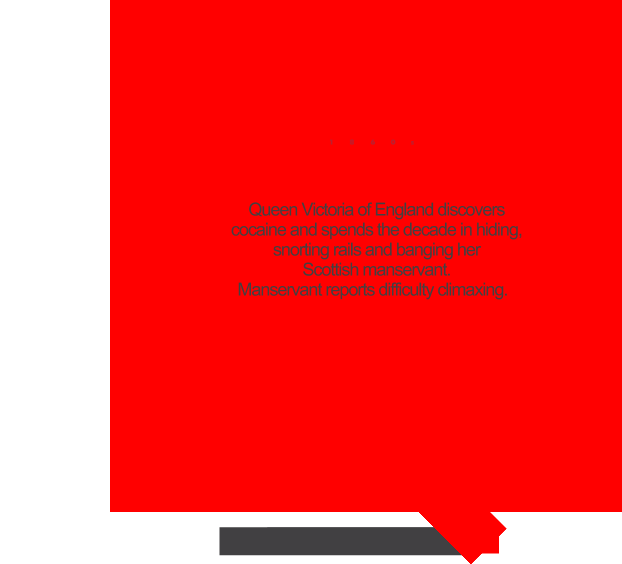 Queen Victoria of England discovers
cocaine and spends the decade in hiding,
snorting rails and banging her
Scottish manservant.
Manservant reports difficulty climaxing.